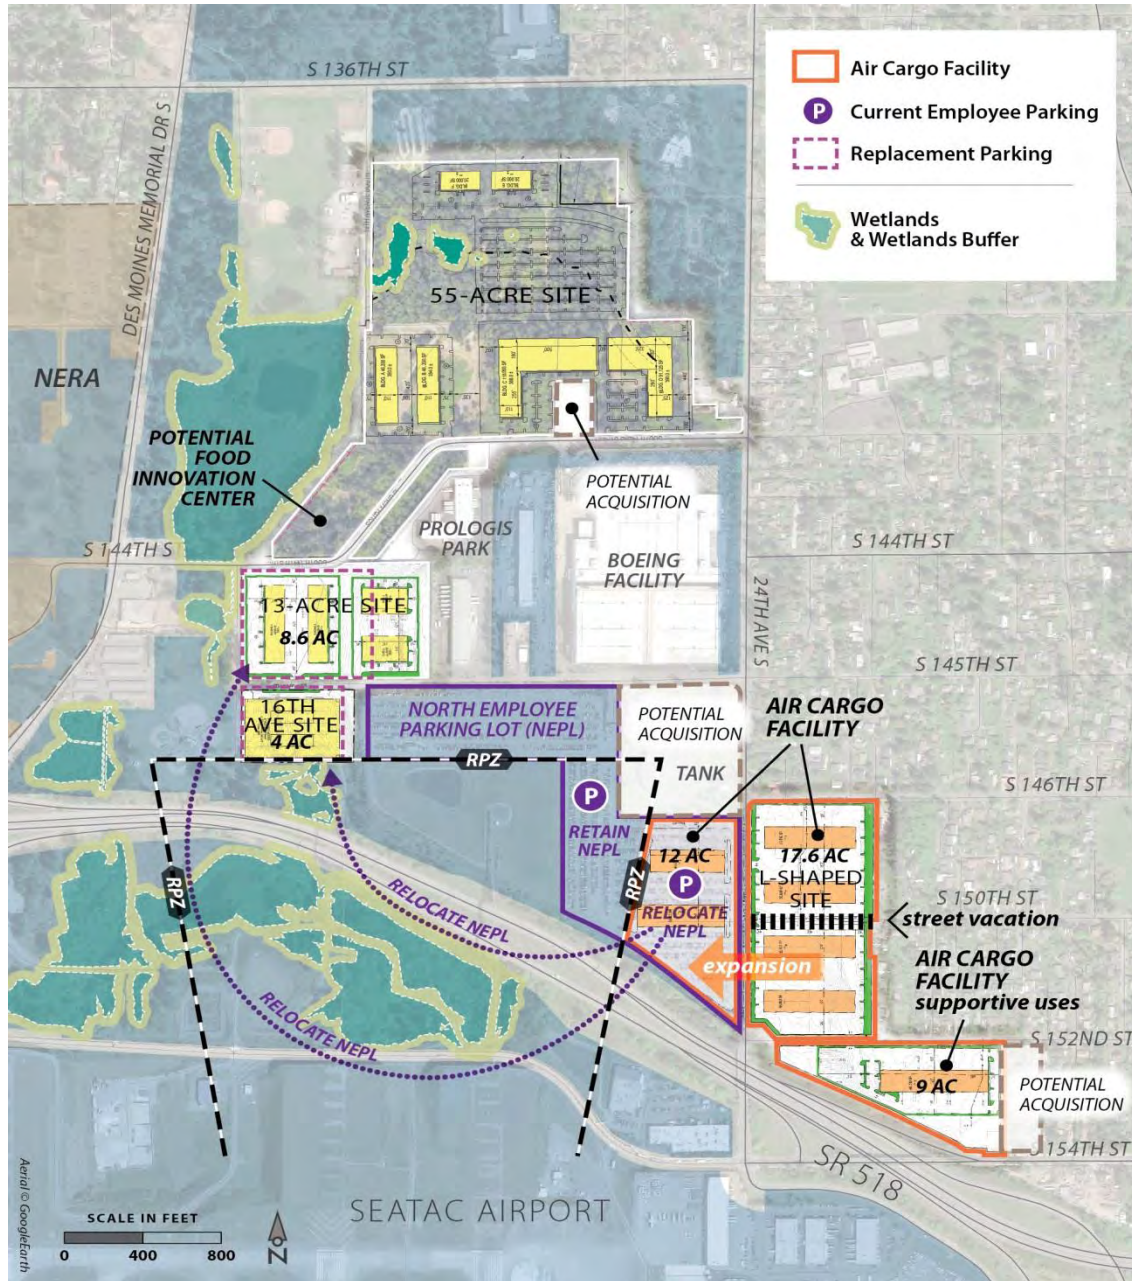 S 136TH ST
Air Cargo Facility
P
Current Employee Parking
Replacement Parking
Wetlands
& Wetlands Buffer
DES MOINES MEMORIAL DR S
55-ACRE SITE
NERA
POTENTIAL
FOOD
INNOVATION
CENTER
POTENTIAL
ACQUISITION
PROLOGIS
PARK
BOEING
FACILITY
S 144TH S
S 144TH ST
24TH AVE S
13-ACRE SITE
8.6 AC
S 145TH ST
16TH
AVE SITE
4 AC
NORTH EMPLOYEE
PARKING LOT (NEPL)
POTENTIAL
ACQUISITION
TANK
AIR CARGO
FACILITY
RPZ
S 146TH ST
P
RETAIN
NEPL
12 AC
P
RELOCATE
NEPL
17.6 AC
L-SHAPED
SITE
RPZ
RPZ
RELOCATE NEPL
S 150TH ST
street vacation
expansion
AIR CARGO
FACILITY
supportive uses
RELOCATE NEPL
S 152ND ST
9 AC
POTENTIAL
ACQUISITION
S 154TH ST
SR 518
SEATAC AIRPORT
Aerial © GoogleEarth
SCALE IN FEET
0 400 800
N